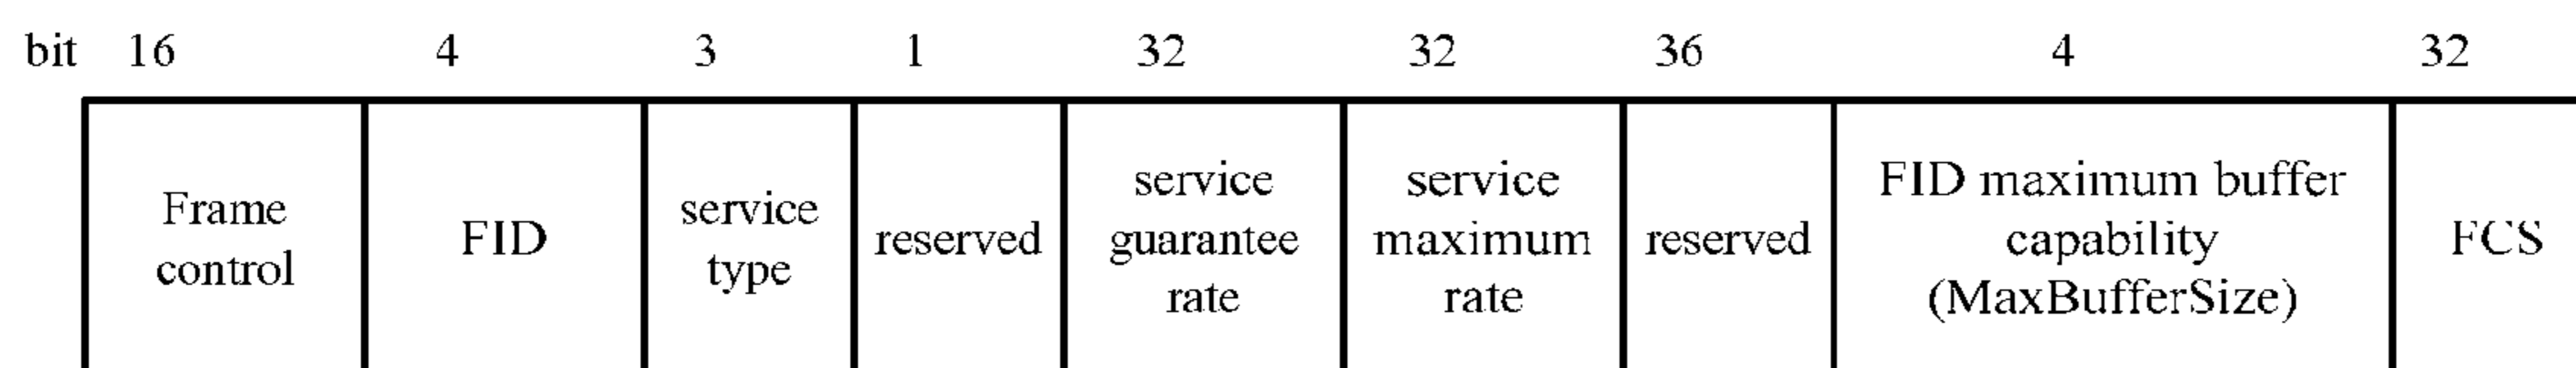 bit 16 4 3 1 32 32 36 4 32
Frame
control
FID
service
type
reserved
service
guarantee
rate
service
maximum
rate
reserved
FID maximum buffer
capability
(MaxBufferSize)
FCS